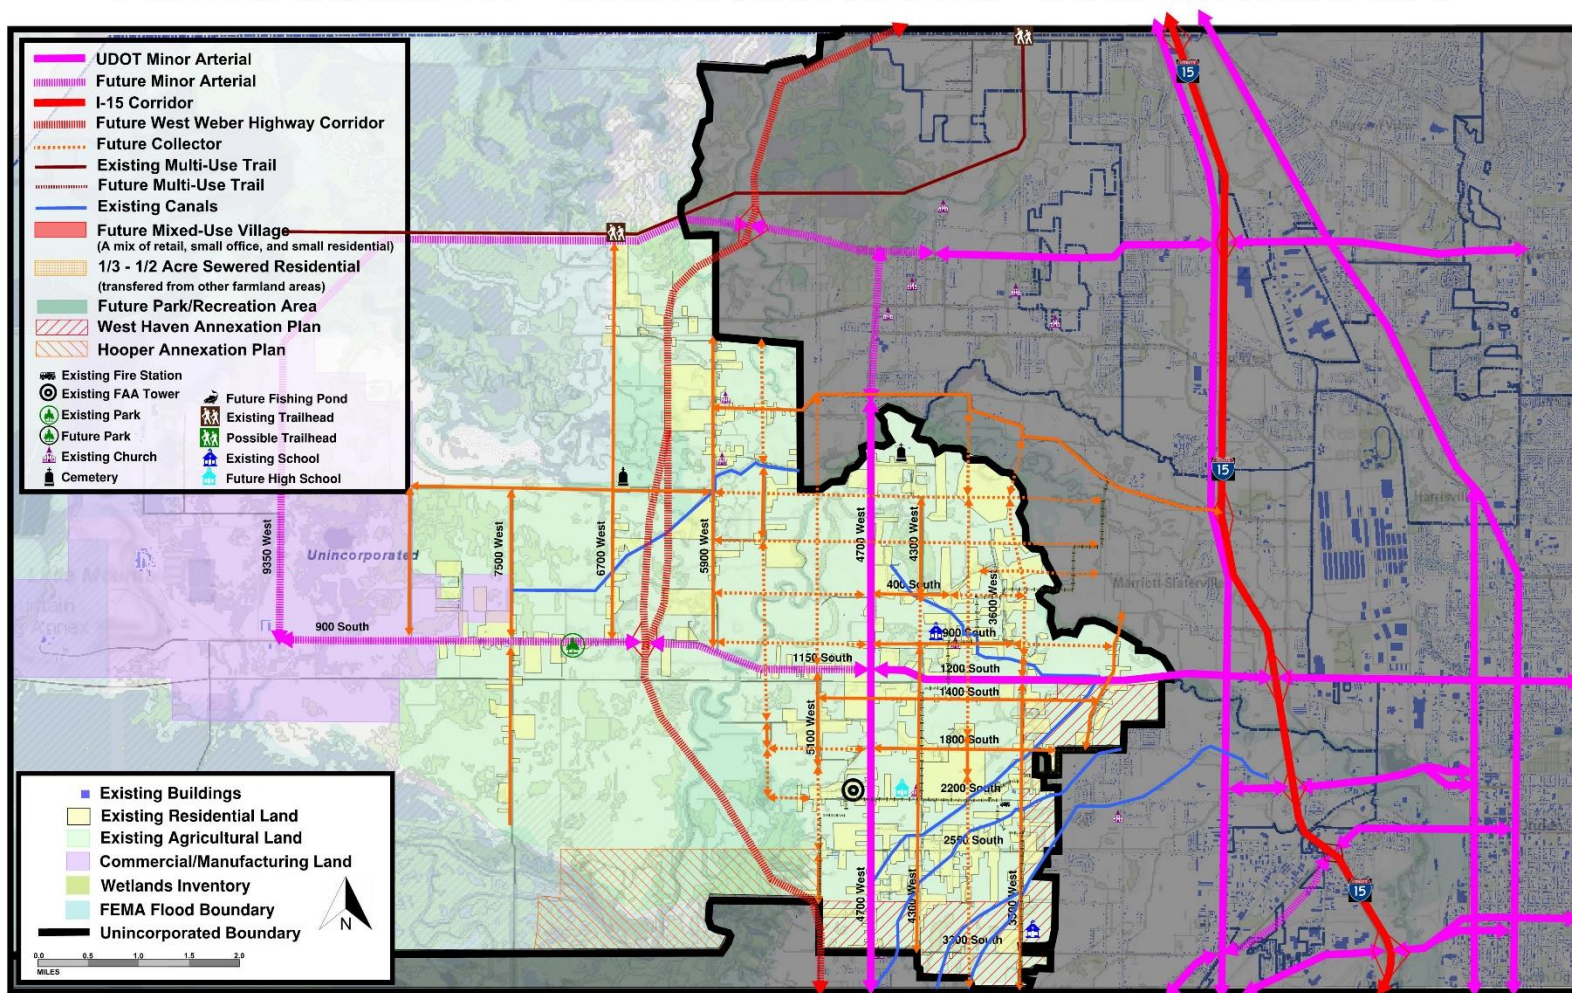 UDOT Minor Arterial
Future Minor Arterial
I-15 Corridor
Future West Weber Highway Corridor
Future Collector
Existing Multi-Use Trail
Future Multi-Use Trail
Existing Canals
Future Mixed-Use Village
(A mix of retail, small office, and small residential)
1/3 - 1/2 Acre Sewered Residential
(transfered from other farmland areas)
Future Park/Recreation Area
West Haven Annexation Plan
Hooper Annexation Plan
Existing Fire Station
Existing FAA Tower
Existing Park
Future Park
Existing Church
Cemetery
Future Fishing Pond
Existing Trailhead
Possible Trailhead
Existing School
Future High School
15
15
15
Unincorporated
Marriott-Slaterville
9350 West
7500 West
6700 West
5900 West
4700 West
4300 West
3600 West
400 South
900 South
900 South
1150 South
1200 South
1400 South
5100 West
1800 South
2200 South
2550 South
4700 West
4300 West
3500 West
3300 South
Existing Buildings
Existing Residential Land
Existing Agricultural Land
Commercial/Manufacturing Land
Wetlands Inventory
FEMA Flood Boundary
Unincorporated Boundary
N
0.0 0.5 1.0 1.5 2.0
MILES